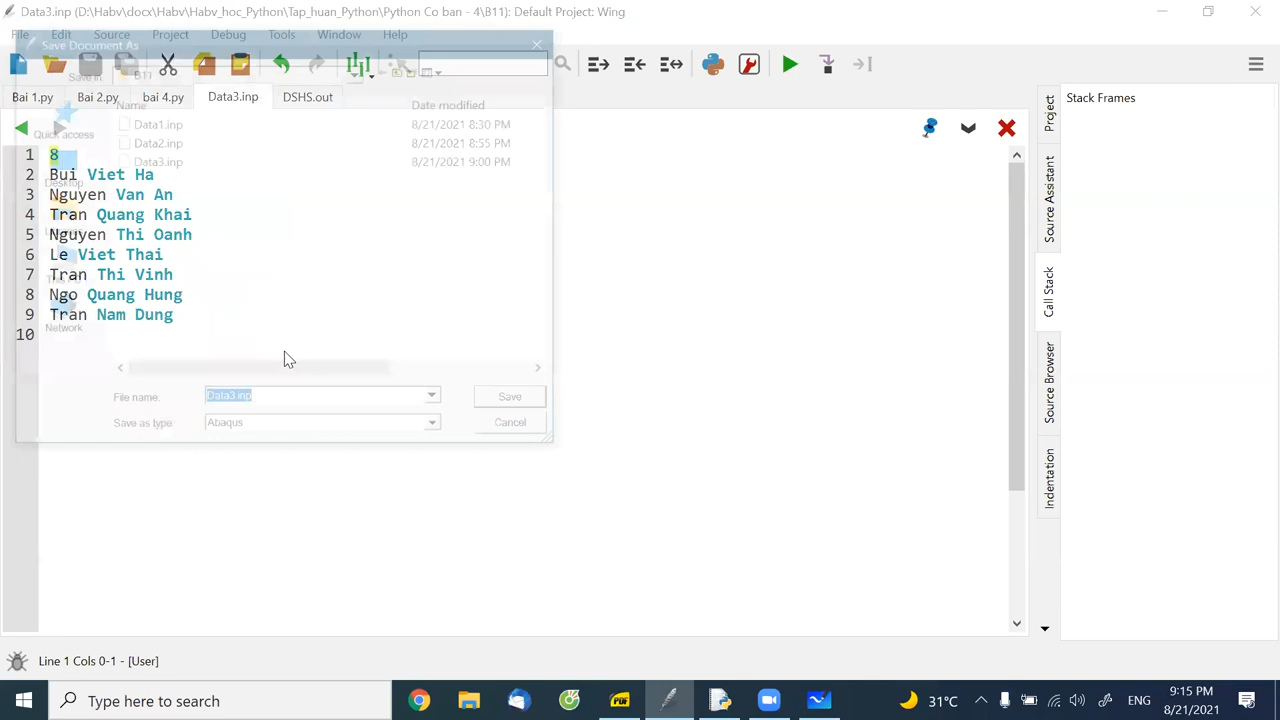 Data3.inp (D:\Habv\docx\Habv\Habv_hoc_Python\Tap_huan_Python\Python Co ban - 4\B11): Default Project: Wing
File Edit Source Project Debug Tools Window Help
Save Document As
Save in: B11
Bai 1.py Bai 2.py bai 4.py Data3.inp DSHS.out
Stack Frames
Name Date modified
Data1.inp 8/21/2021 8:30 PM
Data2.inp 8/21/2021 8:55 PM
Data3.inp 8/21/2021 9:00 PM
Quick access
Desktop
Network
1 8
2 Bui Viet Ha
3 Nguyen Van An
4 Tran Quang Khai
5 Nguyen Thi Oanh
6 Le Viet Thai
7 Tran Thi Vinh
8 Ngo Quang Hung
9 Tran Nam Dung
10
File name: Data3.inp Save
Save as type Abaqus Cancel
Project
Source Assistant
Call Stack
Source Browser
Indentation
Line 1 Cols 0-1 - [User]
Type here to search
31°C ENG 9:15 PM
8/21/2021